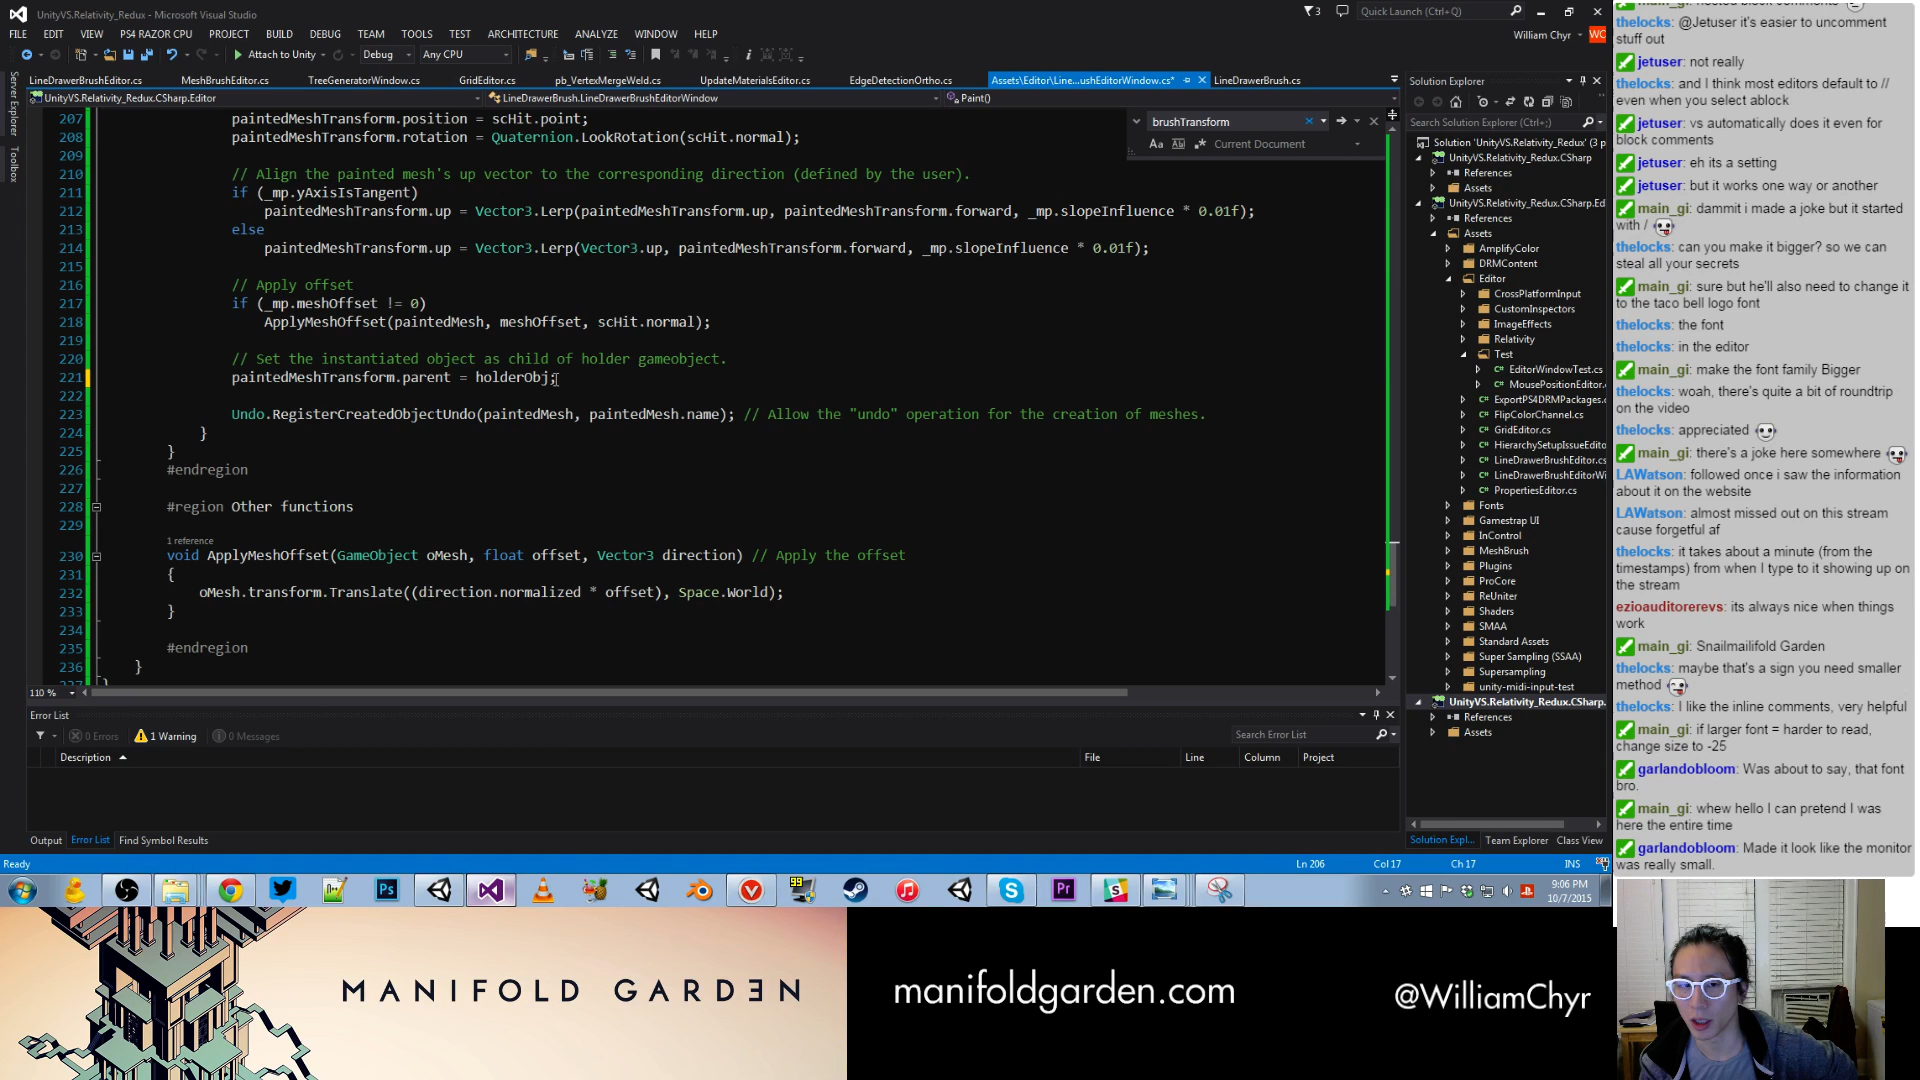 UnityVS.Relativity_Redux - Microsoft Visual Studio
3
Quick Launch (Ctrl+Q)
FILE EDIT VIEW PS4 RAZOR CPU PROJECT DEBUG TEAM TOOLS TEST ARCHITECTURE ANALYZE WINDOW HELP
William Chyr WC
Attach to Unity Debug Any CPU
LineDrawerBrushEditor.cs MeshBrushEditor.cs TreeGeneratorWindow.cs GridEditor.cs pb_VertexMergeWeld.cs UpdateMaterialsEditor.cs EdgeDetectionOrtho.cs Assets\Editor\Line...ushEditorWindow.cs* LineDrawerBrush.cs
UnityVS.Relativity_Redux.CSharp.Editor LineDrawerBrush.LineDrawerBrushEditorWindow Paint()
Server Explorer
Toolbox
brushTransform
Current Document
207 paintedMeshTransform.position = scHit.point;
208 paintedMeshTransform.rotation = Quaternion.LookRotation(scHit.normal);
209
210 // Align the painted mesh's up vector to the corresponding direction (defined by the user).
211 if (_mp.yAxisIsTangent)
212 paintedMeshTransform.up = Vector3.Lerp(paintedMeshTransform.up, paintedMeshTransform.forward, _mp.slopeInfluence * 0.01f);
213 else
214 paintedMeshTransform.up = Vector3.Lerp(Vector3.up, paintedMeshTransform.forward, _mp.slopeInfluence * 0.01f);
215
216 // Apply offset
217 if (_mp.meshOffset != 0)
218 ApplyMeshOffset(paintedMesh, meshOffset, scHit.normal);
219
220 // Set the instantiated object as child of holder gameobject.
221 paintedMeshTransform.parent = holderObj;
222
223 Undo.RegisterCreatedObjectUndo(paintedMesh, paintedMesh.name); // Allow the "undo" operation for the creation of meshes.
224 }
225 }
226 #endregion
227
228 #region Other functions
229
1 reference
230 void ApplyMeshOffset(GameObject oMesh, float offset, Vector3 direction) // Apply the offset
231 {
232 oMesh.transform.Translate((direction.normalized * offset), Space.World);
233 }
234
235 #endregion
236 }
237 }
110 %
Error List
0 Errors 1 Warning 0 Messages
Search Error List
Description File Line Column Project
Output Error List Find Symbol Results
Ready Ln 206 Col 17 Ch 17 INS
Solution Explorer
Search Solution Explorer (Ctrl+;)
Solution 'UnityVS.Relativity_Redux' (3 p
UnityVS.Relativity_Redux.CSharp
References
Assets
UnityVS.Relativity_Redux.CSharp.Ed
References
Assets
AmplifyColor
DRMContent
Editor
CrossPlatformInput
CustomInspectors
ImageEffects
Relativity
Test
EditorWindowTest.cs
MousePositionEditor.
ExportPS4DRMPackages.
FlipColorChannel.cs
GridEditor.cs
HierarchySetupIssueEdito
LineDrawerBrushEditor.cs
LineDrawerBrushEditorWi
PropertiesEditor.cs
Fonts
Gamestrap UI
InControl
MeshBrush
Plugins
ProCore
ReUniter
Shaders
SMAA
Standard Assets
Super Sampling (SSAA)
Supersampling
unity-midi-input-test
UnityVS.Relativity_Redux.CSharp.
References
Assets
Solution Expl... Team Explorer Class View
99
9:06 PM
10/7/2015
thelocks: @Jetuser it's easier to uncomment
stuff out
jetuser: not really
thelocks: and I think most editors default to //
even when you select ablock
jetuser: vs automatically does it even for
block comments
jetuser: eh its a setting
jetuser: but it works one way or another
main_gi: dammit i made a joke but it started
with /
thelocks: can you make it bigger? so we can
steal all your secrets
main_gi: sure but he'll also need to change it
to the taco bell logo font
thelocks: the font
thelocks: in the editor
main_gi: make the font family Bigger
thelocks: woah, there's quite a bit of roundtrip
on the video
thelocks: appreciated
main_gi: there's a joke here somewhere
LAWatson: followed once i saw the information
about it on the website
LAWatson: almost missed out on this stream
cause forgetful af
thelocks: it takes about a minute (from the
timestamps) from when I type to it showing up on
the stream
ezioauditorerevs: its always nice when things
work
main_gi: Snailmailifold Garden
thelocks: maybe that's a sign you need smaller
method
thelocks: I like the inline comments, very helpful
main_gi: if larger font = harder to read,
change size to -25
garlandobloom: Was about to say, that font
bro.
main_gi: whew hello I can pretend I was
here the entire time
garlandobloom: Made it look like the monitor
was really small.
MANIFOLD GARDEN
manifoldgarden.com
@WilliamChyr